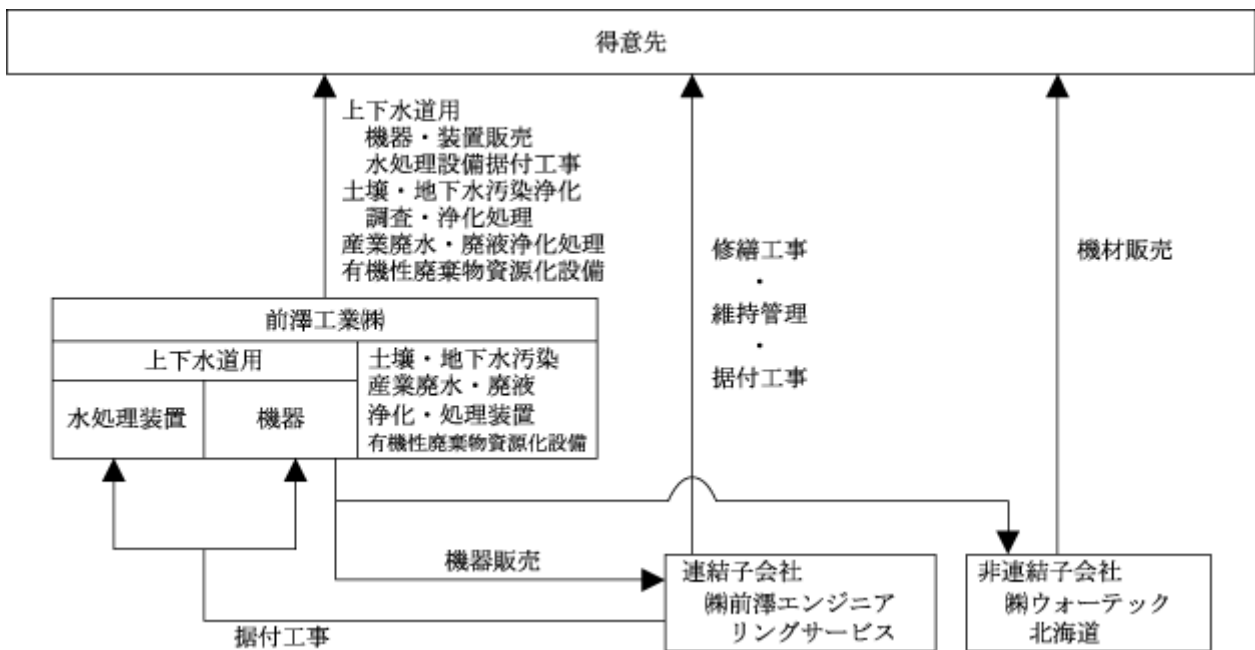 得意先
上下水道用
機器・装置販売
水処理設備据付工事
土壌・地下水汚染浄化
調査・浄化処理
産業廃水・廃液浄化処理
有機性廃棄物資源化設備
修繕工事
・
維持管理
・
据付工事
機材販売
前澤工業㈱
上下水道用
水処理装置
機器
土壌・地下水汚染
産業廃水・廃液
浄化・処理装置
有機性廃棄物資源化設備
機器販売
据付工事
連結子会社
㈱前澤エンジニア
リングサービス
非連結子会社
㈱ウォーテック
北海道